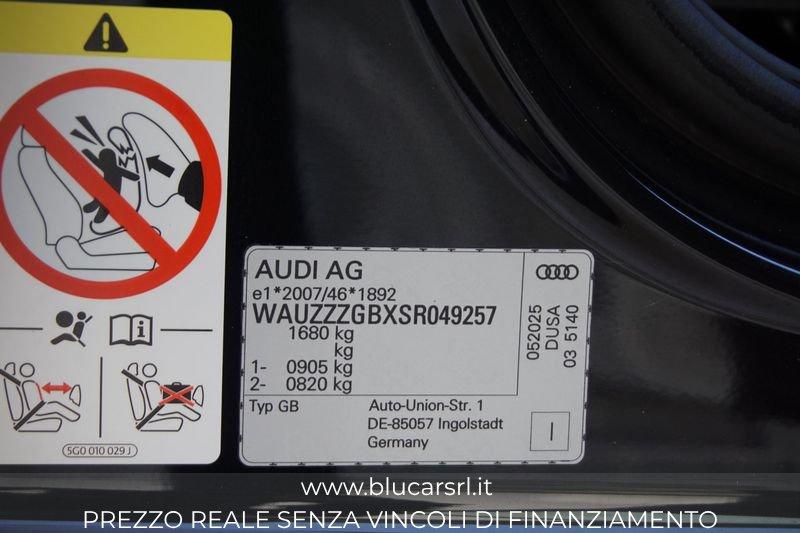 AUDI AG
e1*2007/46*1892
WAUZZZGBXSR049257
1680 kg
kg
1- 0905 kg
2- 0820 kg
052025
DUSA
03 5140
Typ GB
Auto-Union-Str. 1
DE-85057 Ingolstadt
Germany
I
5G0 010 029 J
www.blucarsrl.it
PREZZO REALE SENZA VINCOLI DI FINANZIAMENTO